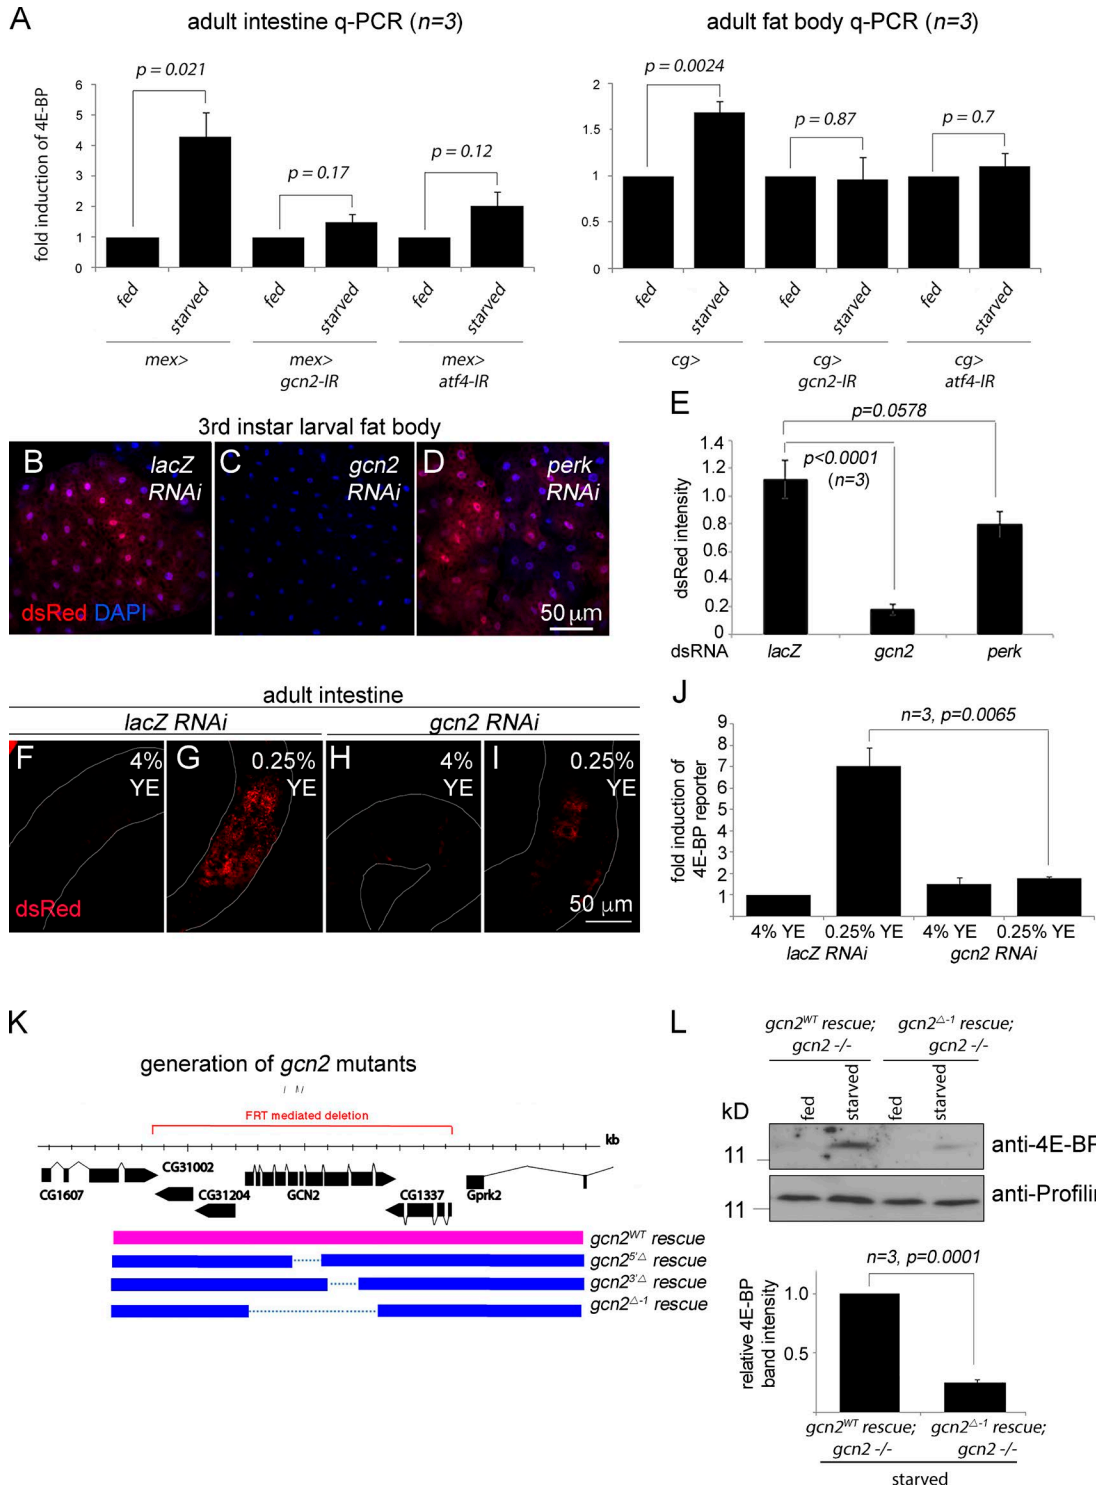 A
adult intestine q-PCR (n=3)
adult fat body q-PCR (n=3)
fold induction of 4E-BP
6
5
4
3
2
1
0
p = 0.021
p = 0.17
p = 0.12
fed
starved
fed
starved
fed
starved
mex>
mex>
gcn2-IR
mex>
atf4-IR
2
1.5
1
0.5
0
p = 0.0024
p = 0.87
p = 0.7
fed
starved
fed
starved
fed
starved
cg>
cg>
gcn2-IR
cg>
atf4-IR
3rd instar larval fat body
B
lacZ
RNAi
dsRed DAPI
C
gcn2
RNAi
D
perk
RNAi
50 µm
E
p=0.0578
p<0.0001
(n=3)
dsRed intensity
1.4
1.2
1.0
0.8
0.6
0.4
0.2
0
dsRNA
lacZ
gcn2
perk
adult intestine
lacZ RNAi
gcn2 RNAi
F
4%
YE
dsRed
G
0.25%
YE
H
4%
YE
I
0.25%
YE
50 µm
J
n=3, p=0.0065
fold induction of
4E-BP reporter
9
8
7
6
5
4
3
2
1
4% YE
0.25% YE
4% YE
0.25% YE
lacZ RNAi
gcn2 RNAi
K
generation of gcn2 mutants
FRT mediated deletion
kb
CG1607
CG31002
CG31204
GCN2
CG1337
Gprk2
gcn2WT rescue
gcn25'△ rescue
gcn23'△ rescue
gcn2△-1 rescue
L
gcn2WT rescue;
gcn2 -/-
gcn2△-1 rescue;
gcn2 -/-
kD
fed
starved
fed
starved
11
anti-4E-BP
11
anti-Profilin
n=3, p=0.0001
relative 4E-BP
band intensity
1.0
0.5
gcn2WT rescue;
gcn2 -/-
gcn2△-1 rescue;
gcn2 -/-
starved